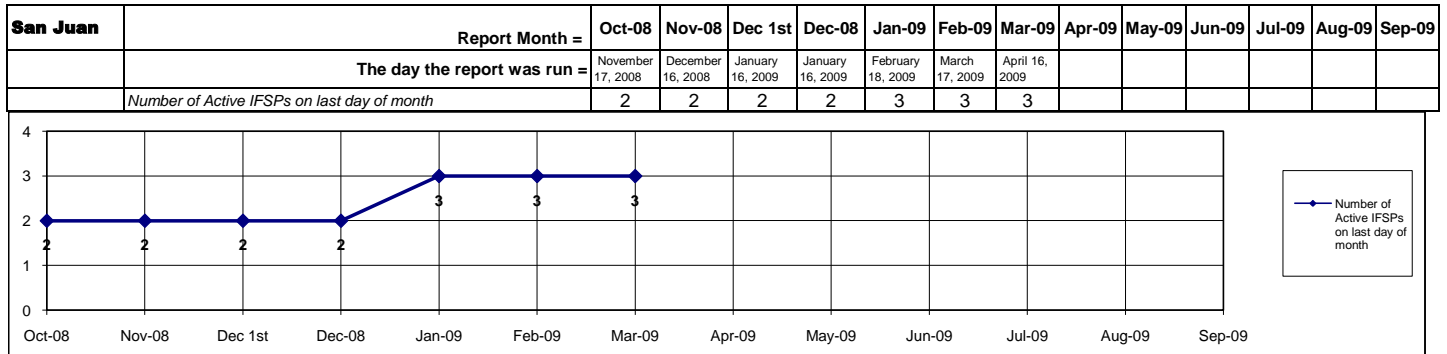 San Juan Report Month = Oct-08 Nov-08 Dec 1st Dec-08 Jan-09 Feb-09 Mar-09 Apr-09 May-09 Jun-09 Jul-09 Aug-09 Sep-09
The day the report was run = November 17, 2008 December 16, 2008 January 16, 2009 January 16, 2009 February 18, 2009 March 17, 2009 April 16, 2009
Number of Active IFSPs on last day of month 2 2 2 2 3 3 3
4
3
2
1
0
3 3 3
2 2 2 2
Oct-08 Nov-08 Dec 1st Dec-08 Jan-09 Feb-09 Mar-09 Apr-09 May-09 Jun-09 Jul-09 Aug-09 Sep-09
Number of
Active IFSPs
on last day of
month